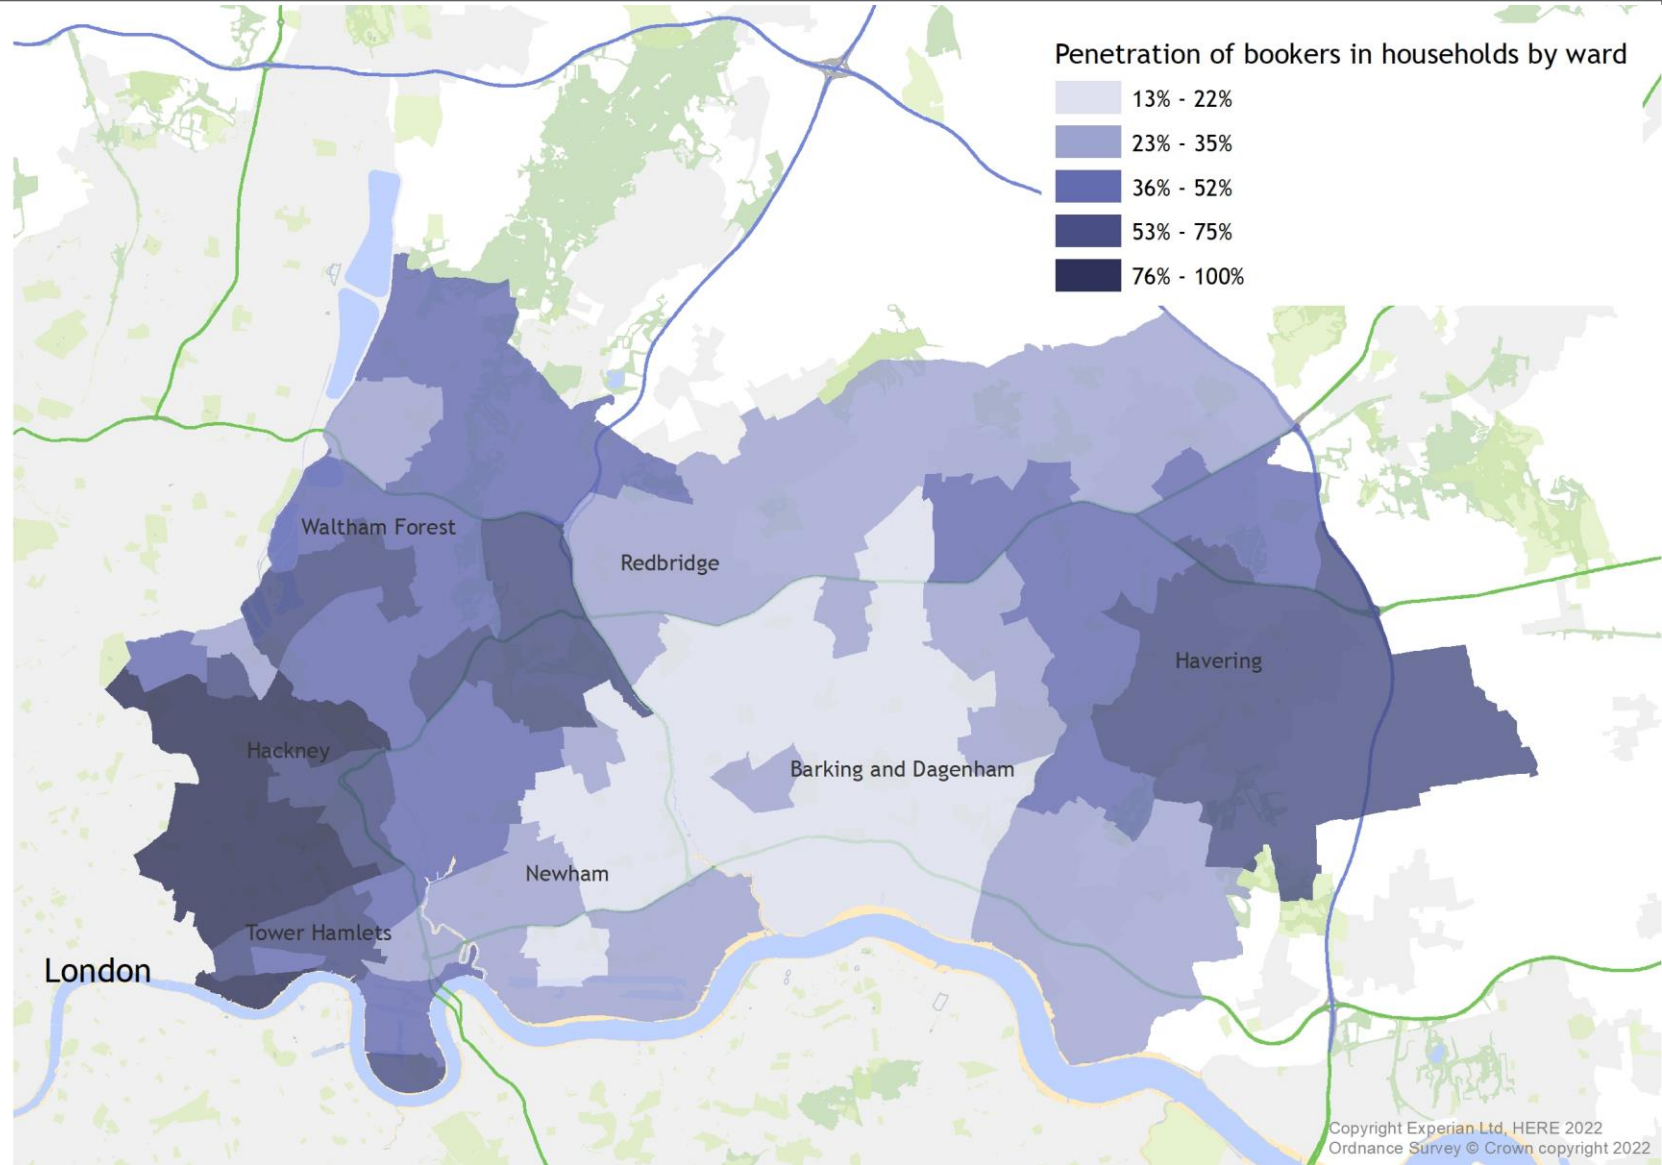 Penetration of bookers in households by ward
13% - 22%
23% - 35%
36% - 52%
53% - 75%
76% - 100%
Waltham Forest
Redbridge
Havering
Hackney
Barking and Dagenham
Newham
Tower Hamlets
London
Copyright Experian Ltd, HERE 2022
Ordnance Survey © Crown copyright 2022